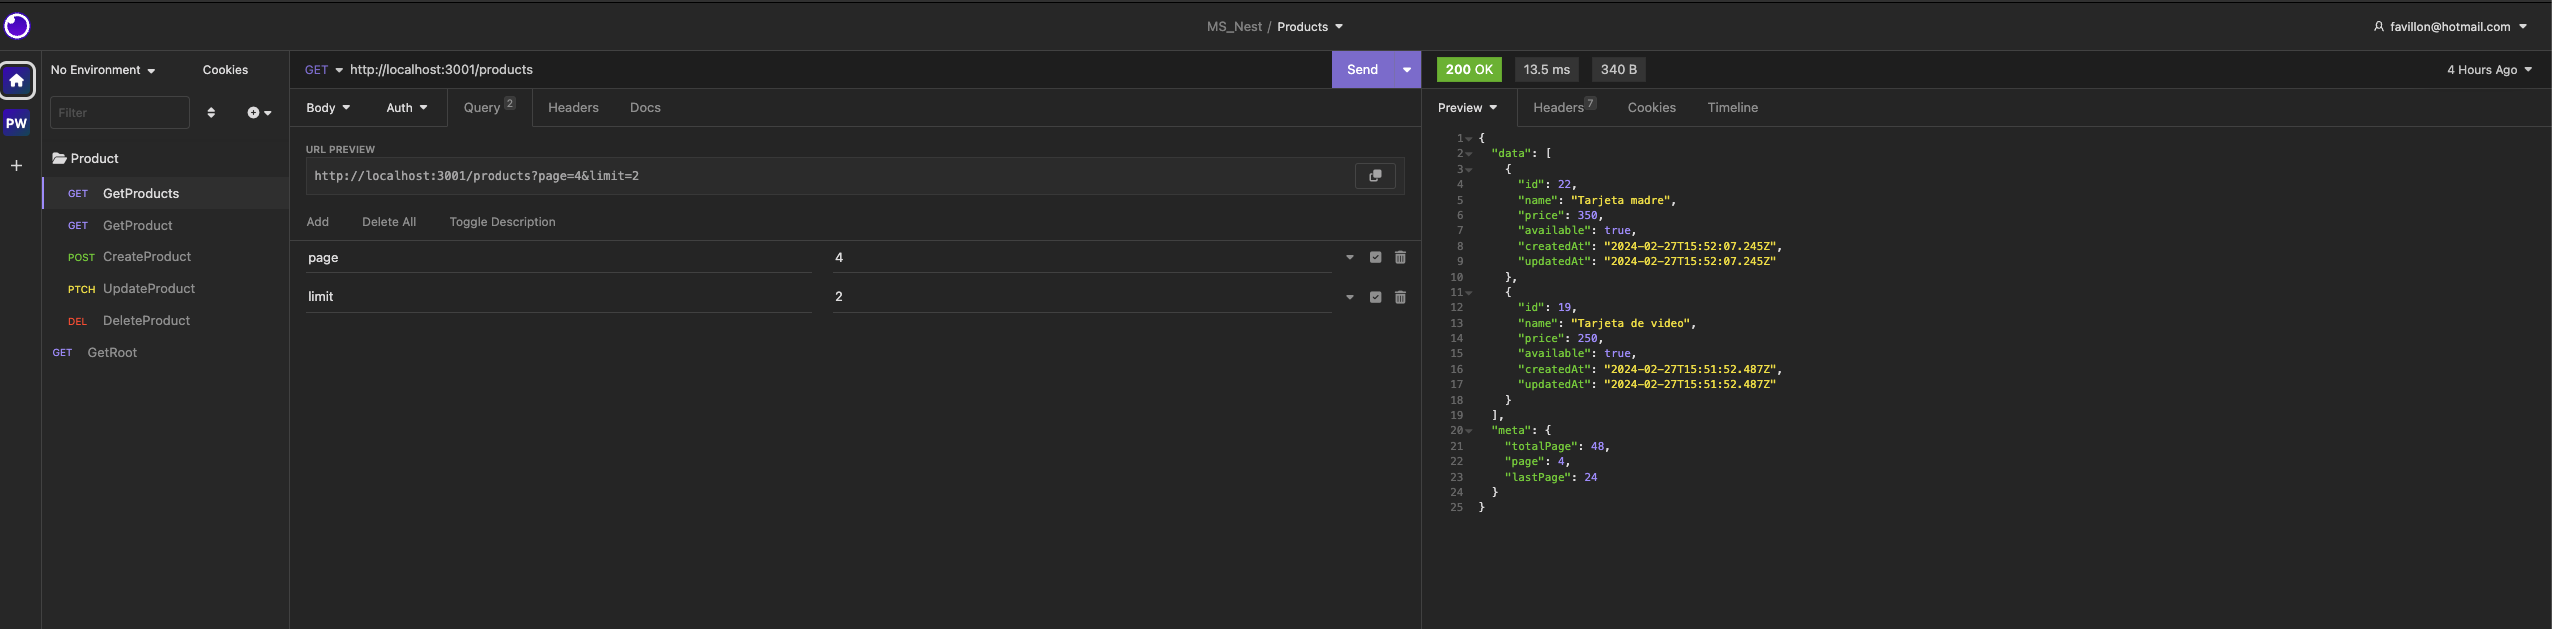 MS_Nest / Products
favillon@hotmail.com
No Environment
Cookies
GET http://localhost:3001/products
Send
200 OK
13.5 ms
340 B
4 Hours Ago
PW
Filter
Product
GET GetProducts
GET GetProduct
POST CreateProduct
PTCH UpdateProduct
DEL DeleteProduct
GET GetRoot
Body
Auth
Query 2
Headers
Docs
URL PREVIEW
http://localhost:3001/products?page=4&limit=2
Add
Delete All
Toggle Description
page 4
limit 2
Preview
Headers 7
Cookies
Timeline
1 {
2 "data": [
3 {
4 "id": 22,
5 "name": "Tarjeta madre",
6 "price": 350,
7 "available": true,
8 "createdAt": "2024-02-27T15:52:07.245Z",
9 "updatedAt": "2024-02-27T15:52:07.245Z"
10 },
11 {
12 "id": 19,
13 "name": "Tarjeta de video",
14 "price": 250,
15 "available": true,
16 "createdAt": "2024-02-27T15:51:52.487Z",
17 "updatedAt": "2024-02-27T15:51:52.487Z"
18 }
19 ],
20 "meta": {
21 "totalPage": 48,
22 "page": 4,
23 "lastPage": 24
24 }
25 }